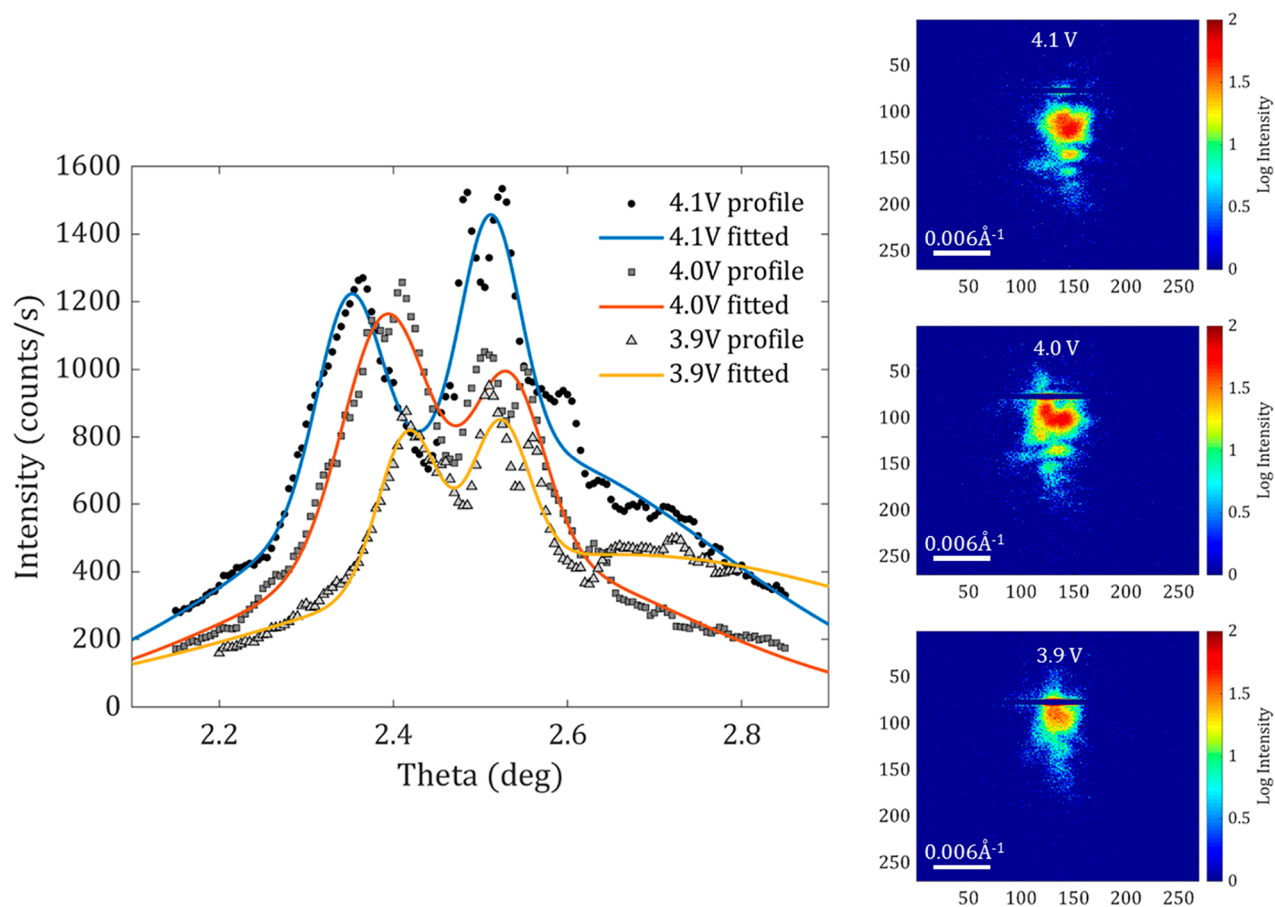 1600
1400
1200
1000
800
600
400
200
0
Intensity (counts/s)
2.2 2.4 2.6 2.8
Theta (deg)
4.1V profile
4.1V fitted
4.0V profile
4.0V fitted
3.9V profile
3.9V fitted
4.1 V
50
100
150
200
250
0.006Å-1
50 100 150 200 250
2
1.5
1
0.5
0
Log Intensity
4.0 V
50
100
150
200
250
0.006Å-1
50 100 150 200 250
2
1.5
1
0.5
0
Log Intensity
3.9 V
50
100
150
200
250
0.006Å-1
50 100 150 200 250
2
1.5
1
0.5
0
Log Intensity